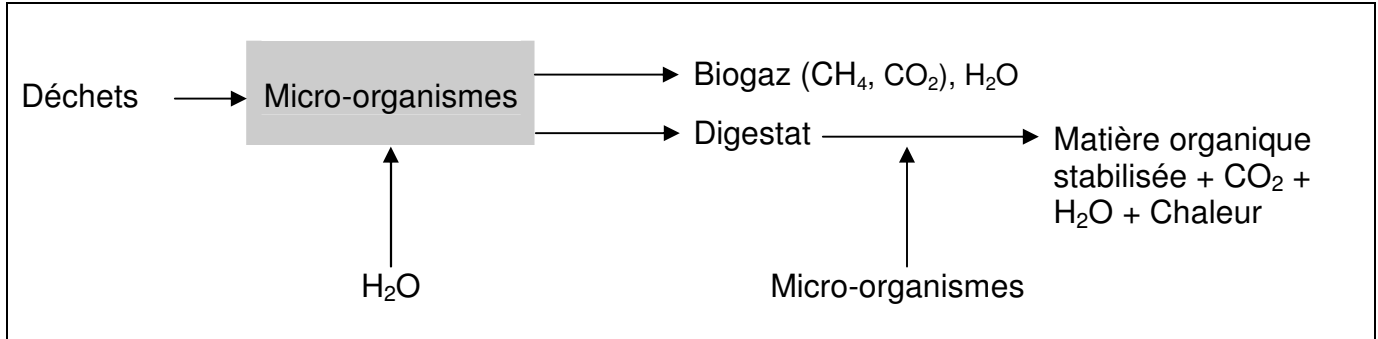 Déchets
Micro-organismes
Biogaz (CH₄, CO₂), H₂O
Digestat
Matière organique
stabilisée + CO₂ +
H₂O + Chaleur
H₂O
Micro-organismes